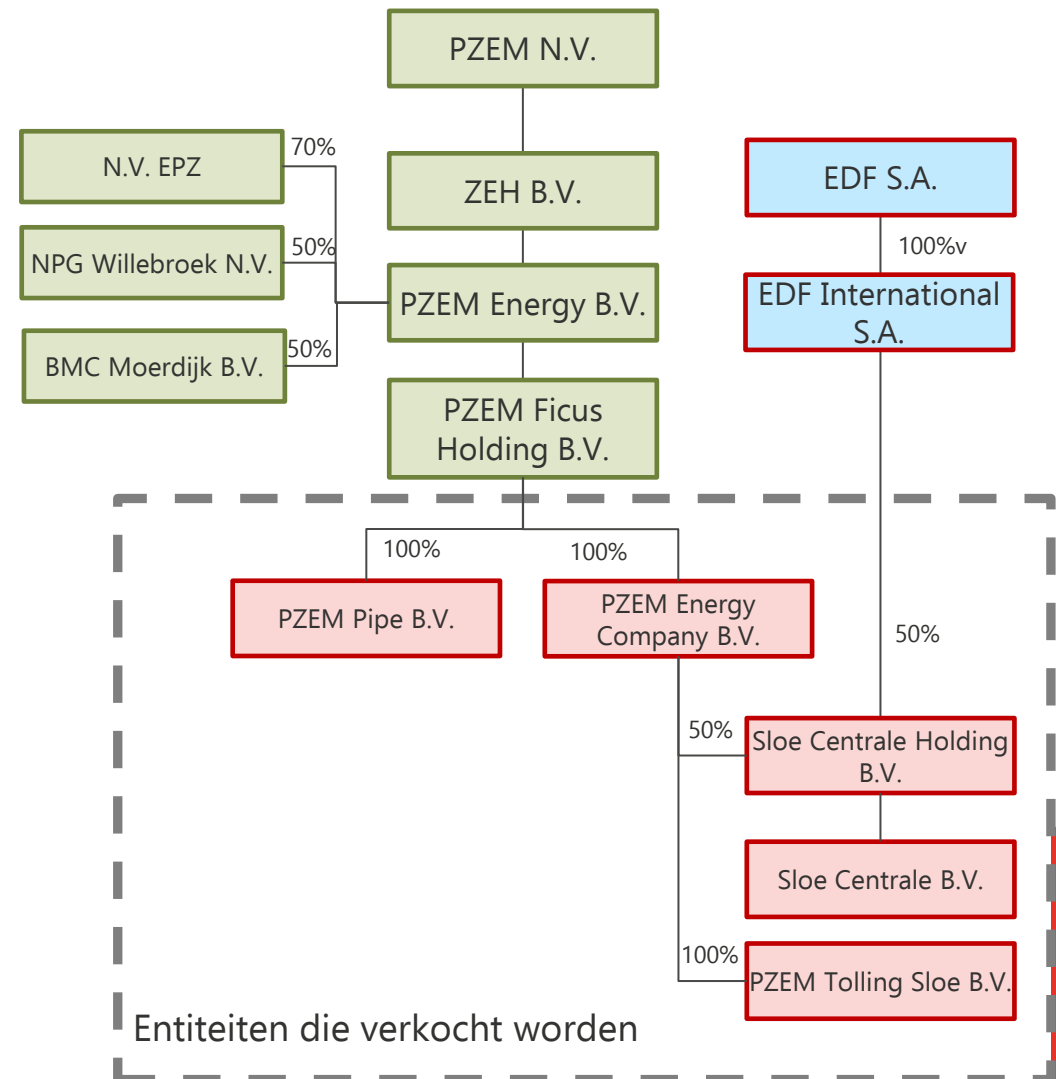 PZEM N.V.
70%
N.V. EPZ
ZEH B.V.
EDF S.A.
50%
NPG Willebroek N.V.
100%v
PZEM Energy B.V.
EDF International
S.A.
50%
BMC Moerdijk B.V.
PZEM Ficus
Holding B.V.
100%
100%
PZEM Pipe B.V.
PZEM Energy
Company B.V.
50%
50%
Sloe Centrale Holding
B.V.
Sloe Centrale B.V.
100%
PZEM Tolling Sloe B.V.
Entiteiten die verkocht worden